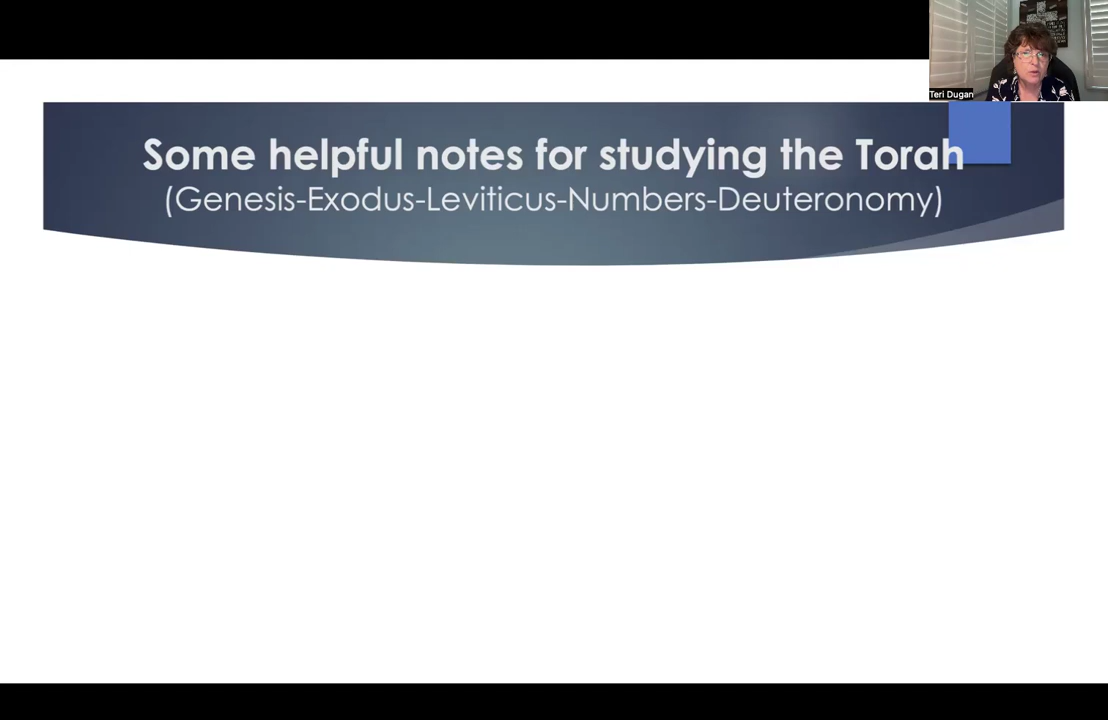 Teri Dugan
Some helpful notes for studying the Torah
(Genesis-Exodus-Leviticus-Numbers-Deuteronomy)